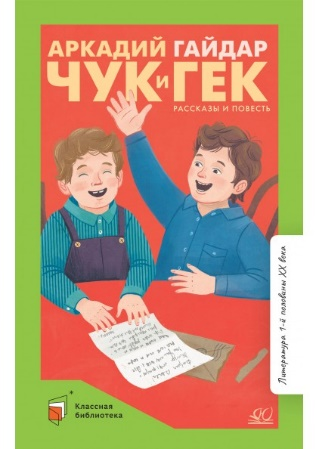 АРКАДИЙ ГАЙДАР
ЧУК и ГЕК
РАССКАЗЫ И ПОВЕСТЬ
Литература 1-й половины XX века
Классная
библиотека